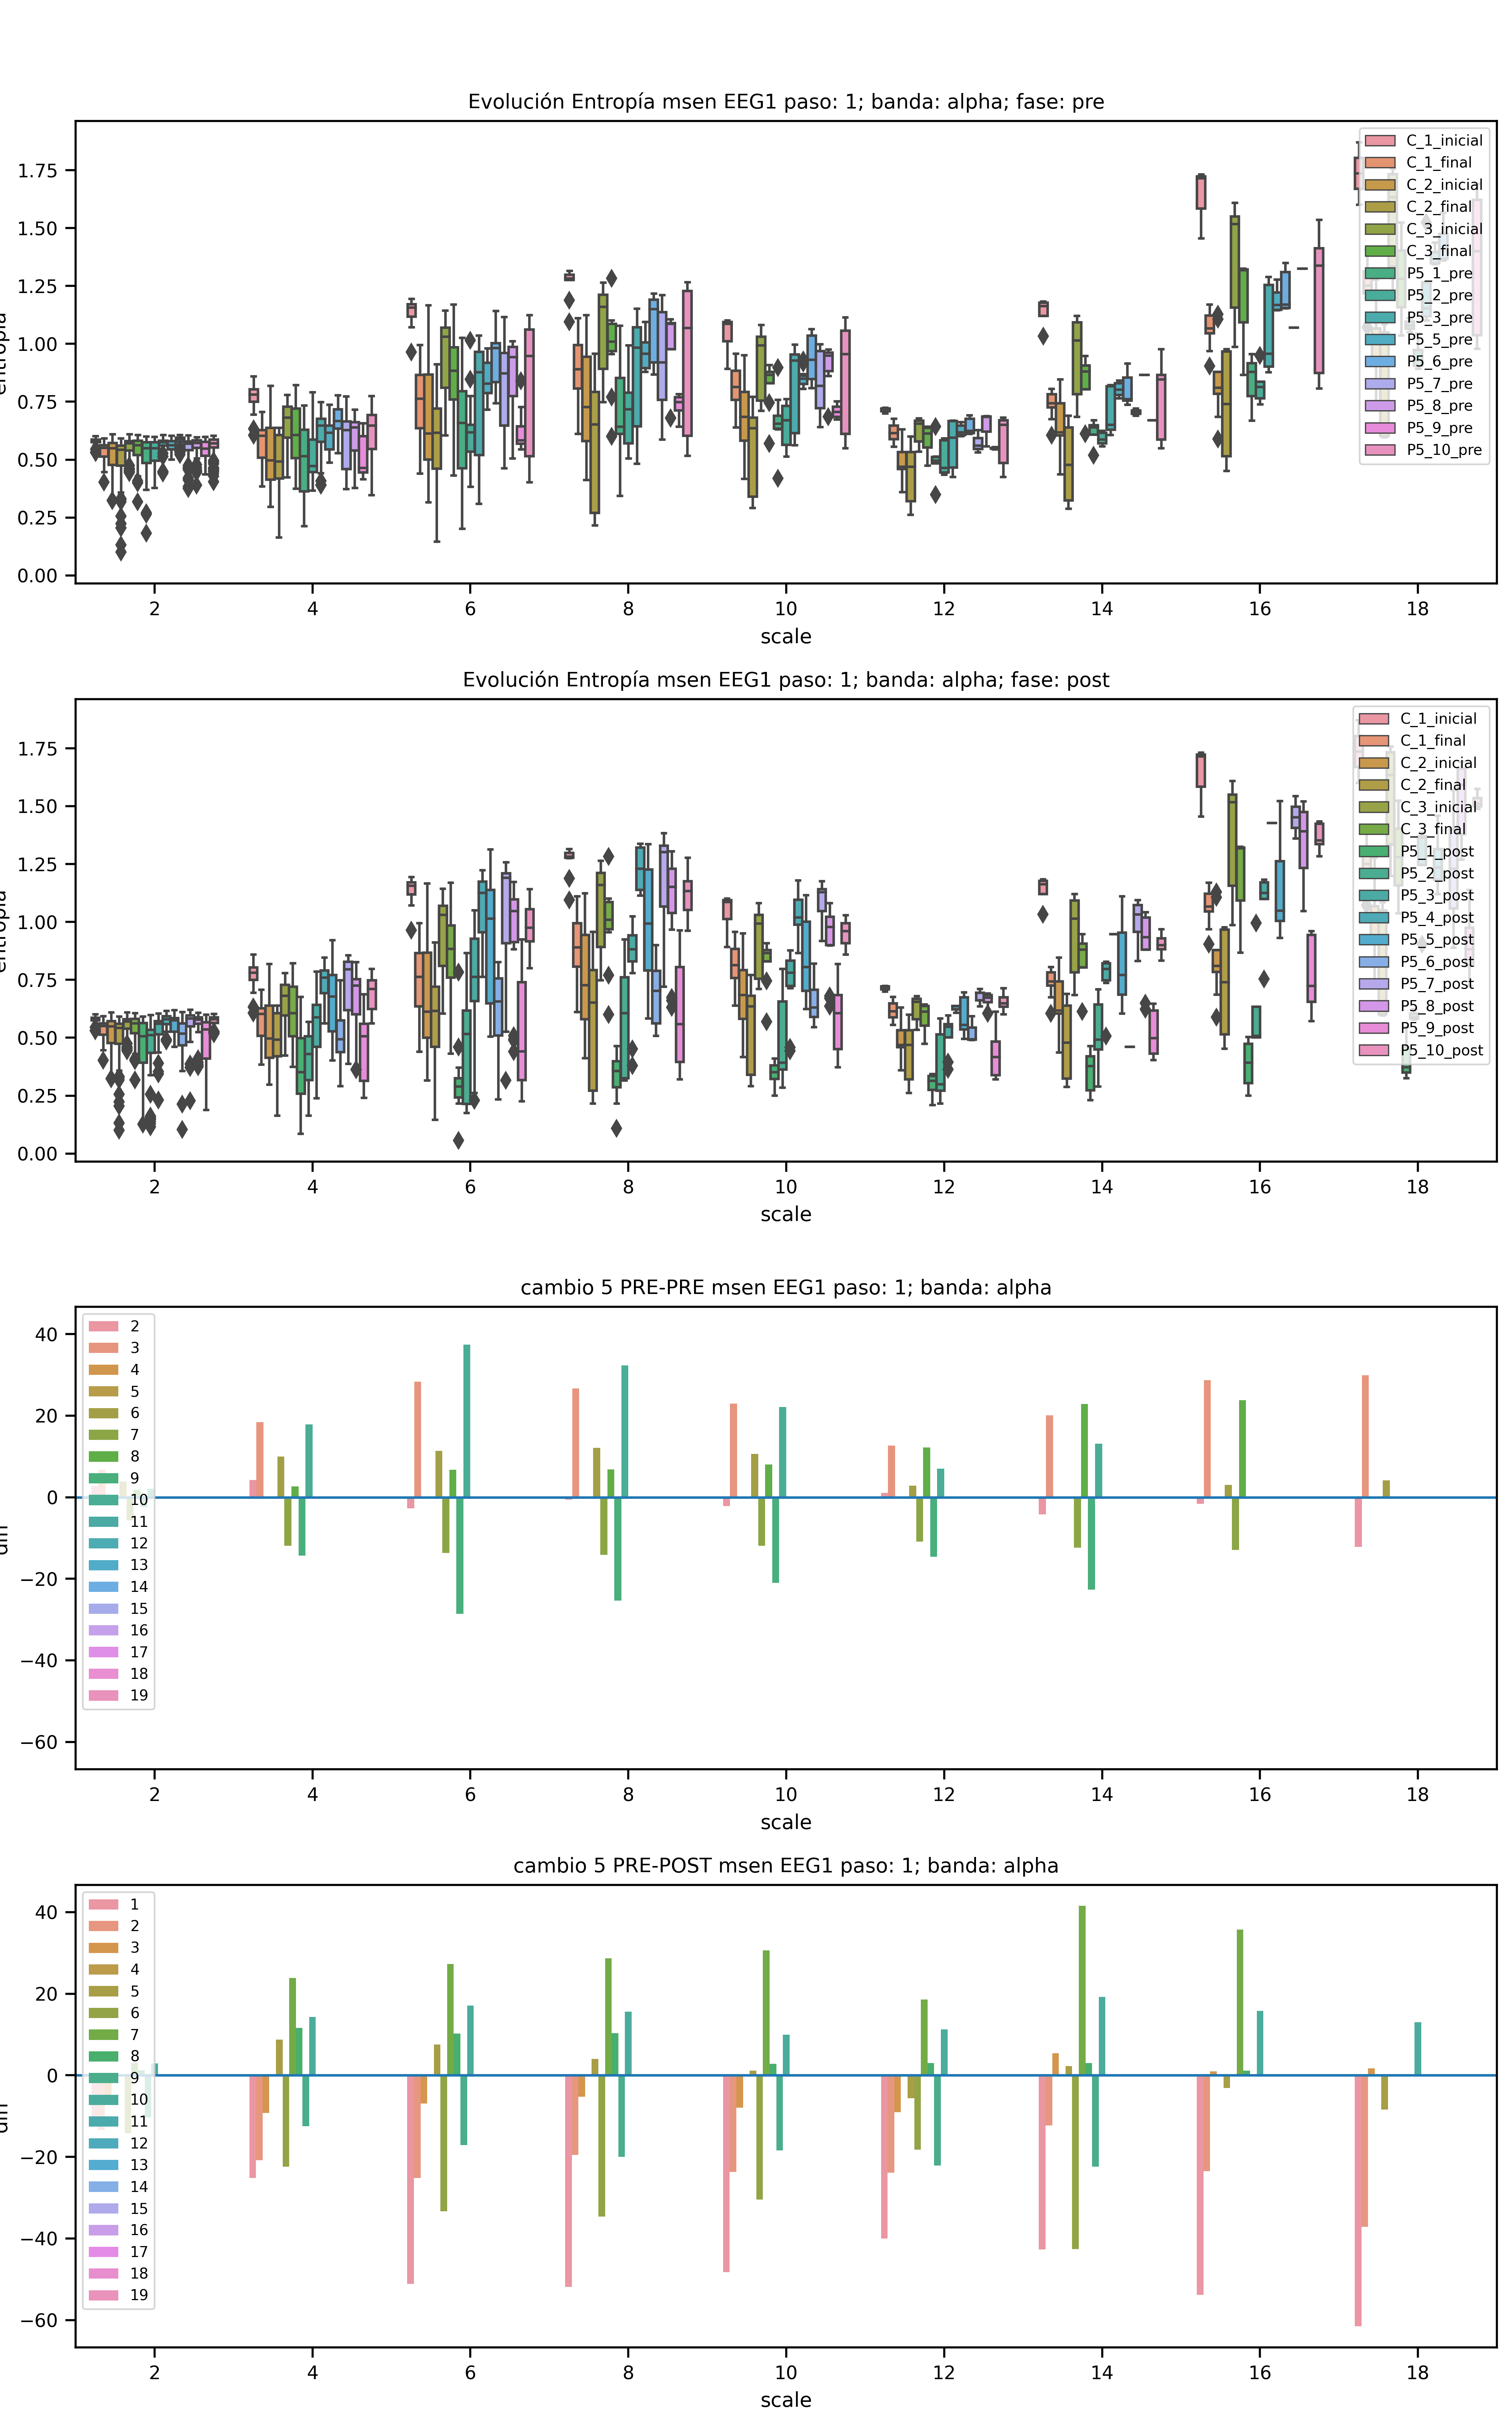 Evolución Entropía msen EEG1 paso: 1; banda: alpha; fase: pre
1.75
1.50
1.25
1.00
0.75
0.50
0.25
0.00
C_1_inicial
C_1_final
C_2_inicial
C_2_final
C_3_inicial
C_3_final
P5_1_pre
P5_2_pre
P5_3_pre
P5_5_pre
P5_6_pre
P5_7_pre
P5_8_pre
P5_9_pre
P5_10_pre
2 4 6 8 10 12 14 16 18
scale
Evolución Entropía msen EEG1 paso: 1; banda: alpha; fase: post
1.75
1.50
1.25
1.00
0.75
0.50
0.25
0.00
C_1_inicial
C_1_final
C_2_inicial
C_2_final
C_3_inicial
C_3_final
P5_1_post
P5_2_post
P5_3_post
P5_4_post
P5_5_post
P5_6_post
P5_7_post
P5_8_post
P5_9_post
P5_10_post
2 4 6 8 10 12 14 16 18
scale
cambio 5 PRE-PRE msen EEG1 paso: 1; banda: alpha
40
20
0
−20
−40
−60
2
3
4
5
6
7
8
9
10
11
12
13
14
15
16
17
18
19
2 4 6 8 10 12 14 16 18
scale
cambio 5 PRE-POST msen EEG1 paso: 1; banda: alpha
40
20
0
−20
−40
−60
1
2
3
4
5
6
7
8
9
10
11
12
13
14
15
16
17
18
19
2 4 6 8 10 12 14 16 18
scale